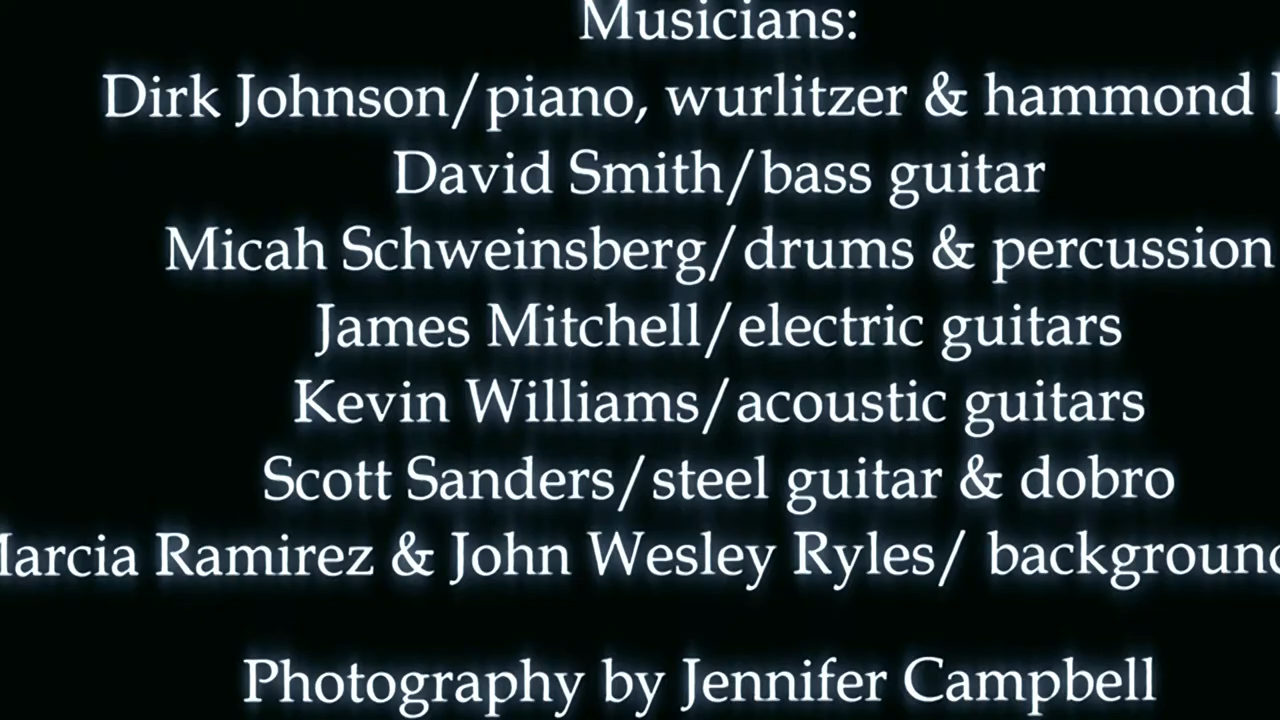 Musicians:
Dirk Johnson/piano, wurlitzer & hammond
David Smith/bass guitar
Micah Schweinsberg/drums & percussion
James Mitchell/electric guitars
Kevin Williams/acoustic guitars
Scott Sanders/steel guitar & dobro
Ramirez & John Wesley Ryles/
Photography by Jennifer Campbell